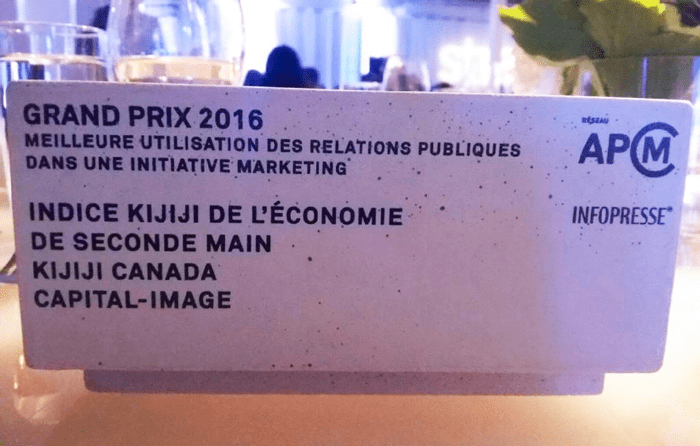 GRAND PRIX 2016
MEILLEURE UTILISATION DES RELATIONS PUBLIQUES
DANS UNE INITIATIVE MARKETING
INDICE KIJIJI DE L'ÉCONOMIE
DE SECONDE MAIN
KIJIJI CANADA
CAPITAL-IMAGE
RÉSEAU
APCM
INFOPRESSE*